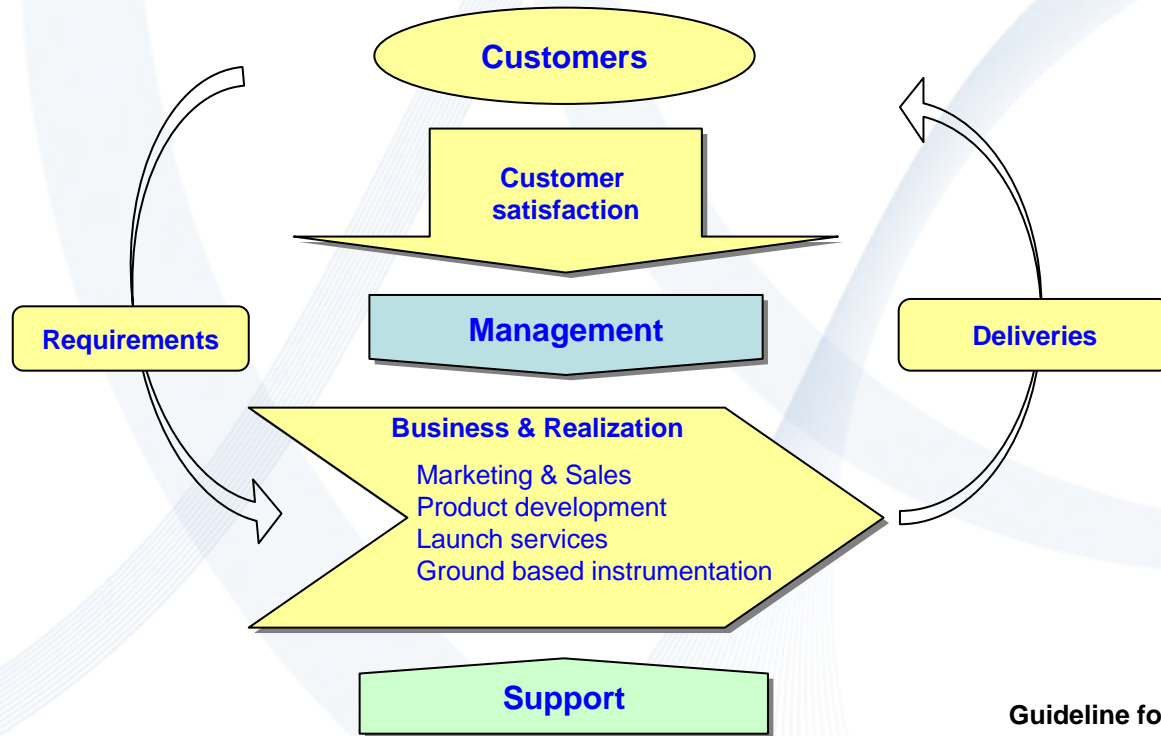 Customers
Customer
satisfaction
Management
Requirements
Deliveries
Business & Realization
Marketing & Sales
Product development
Launch services
Ground based instrumentation
Support
Guideline fo